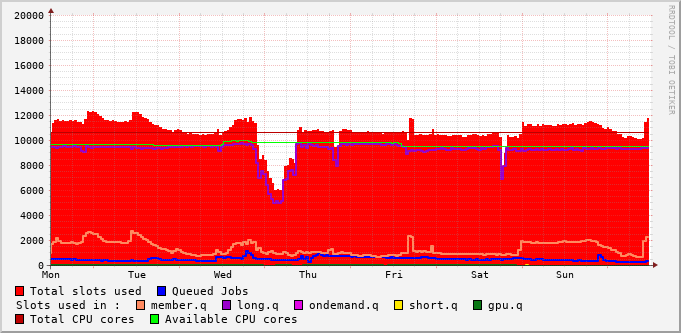 20000
18000
16000
14000
12000
10000
8000
6000
4000
2000
0
Mon Tue Wed Thu Fri Sat Sun
RRDTOOL / TOBI OETIKER
Total slots used Queued Jobs
Slots used in : member.q long.q ondemand.q short.q gpu.q
Total CPU cores Available CPU cores